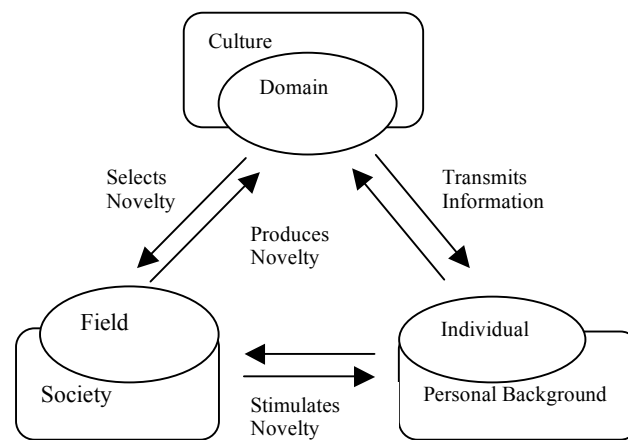 Culture
Domain
Selects
Novelty
Transmits
Information
Produces
Novelty
Field
Individual
Society
Personal Background
Stimulates
Novelty